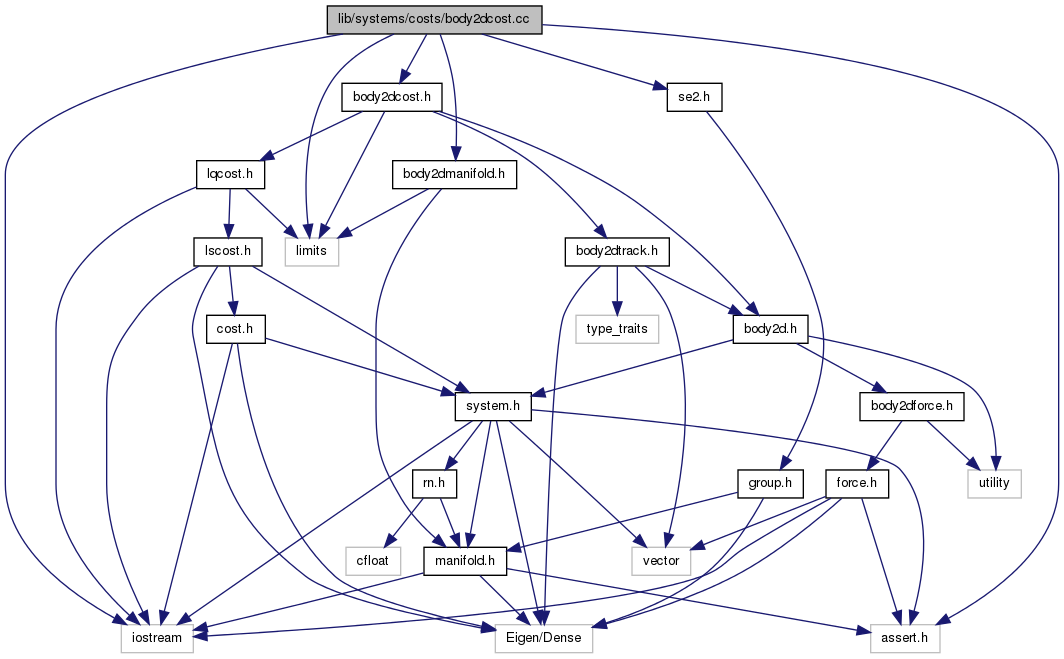 lib/systems/costs/body2dcost.cc
body2dcost.h
se2.h
lqcost.h
body2dmanifold.h
lscost.h
limits
body2dtrack.h
cost.h
type_traits
body2d.h
system.h
body2dforce.h
rn.h
group.h
force.h
utility
cfloat
manifold.h
vector
iostream
Eigen/Dense
assert.h